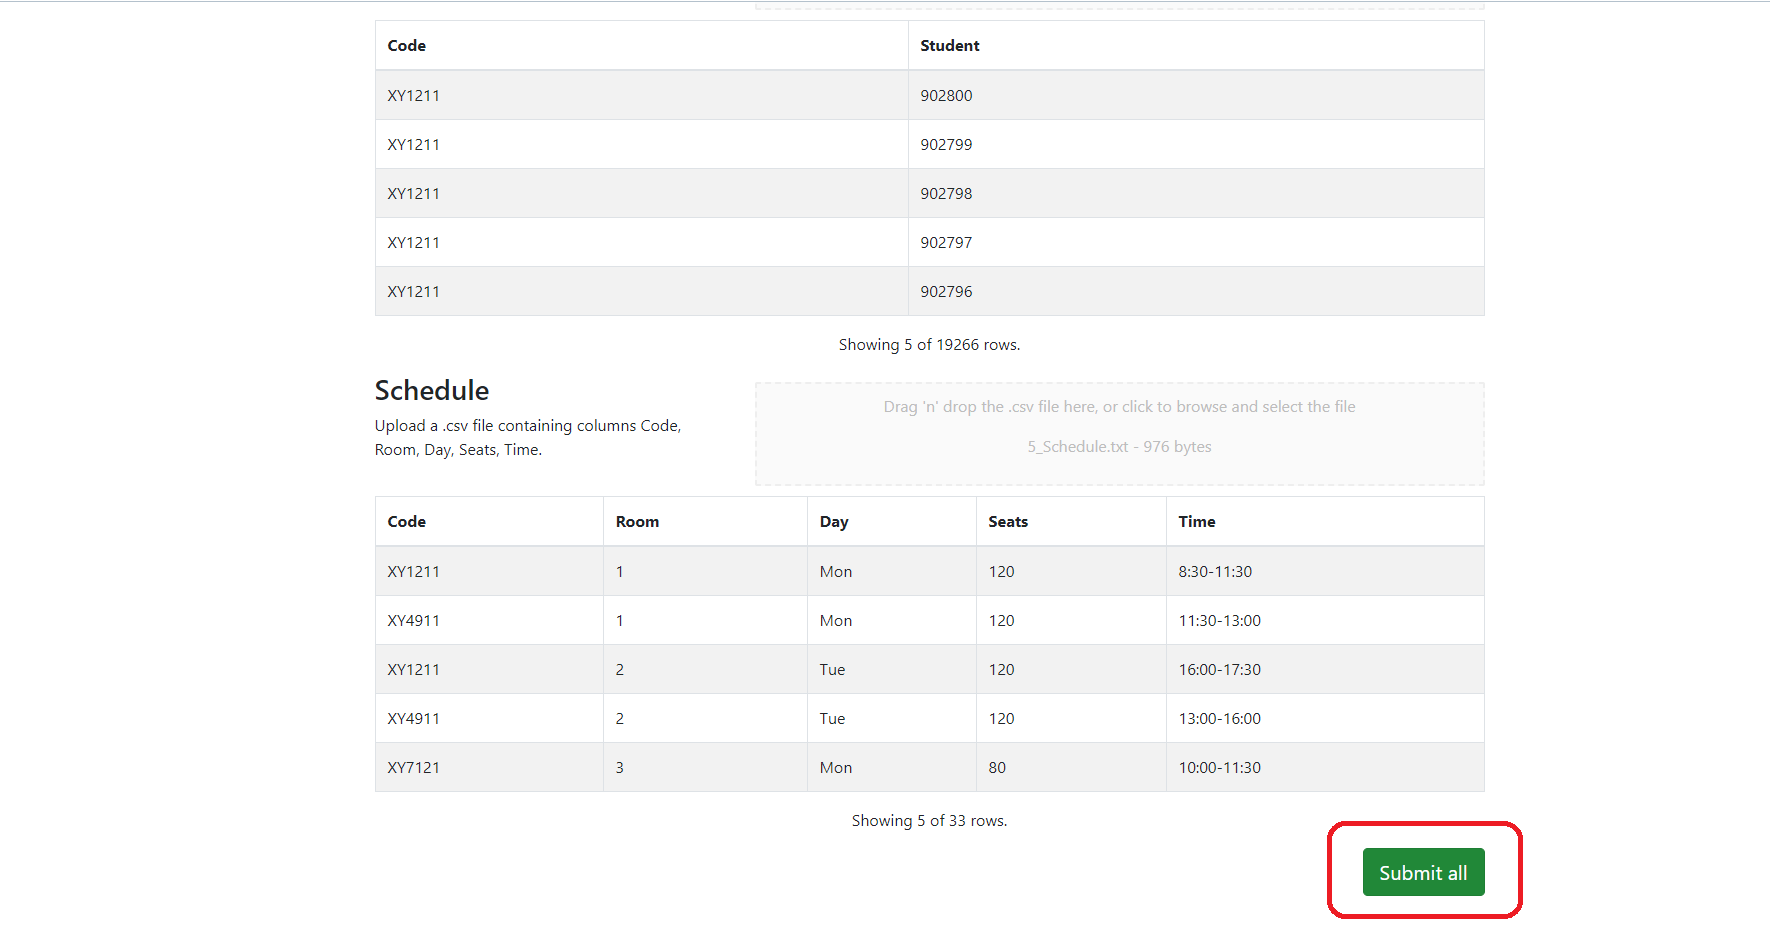 Code Student
XY1211 902800
XY1211 902799
XY1211 902798
XY1211 902797
XY1211 902796
Showing 5 of 19266 rows.
Schedule
Upload a .csv file containing columns Code,
Room, Day, Seats, Time.
Drag 'n' drop the .csv file here, or click to browse and select the file
5_Schedule.txt - 976 bytes
Code Room Day Seats Time
XY1211 1 Mon 120 8:30-11:30
XY4911 1 Mon 120 11:30-13:00
XY1211 2 Tue 120 16:00-17:30
XY4911 2 Tue 120 13:00-16:00
XY7121 3 Mon 80 10:00-11:30
Showing 5 of 33 rows.
Submit all